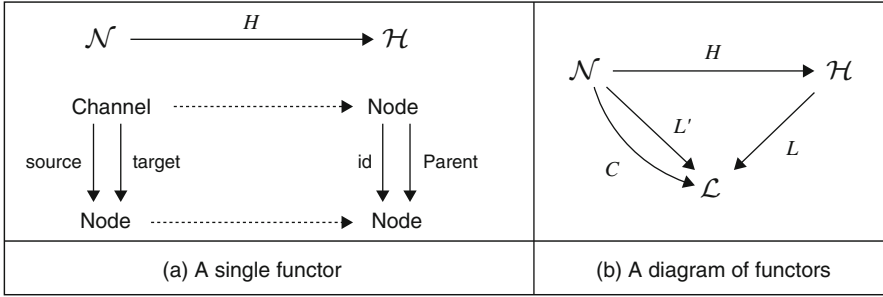 𝒩 H ℋ
Channel Node
source target id Parent
Node Node
(a) A single functor
𝒩 H ℋ
L'
C L
ℒ
(b) A diagram of functors